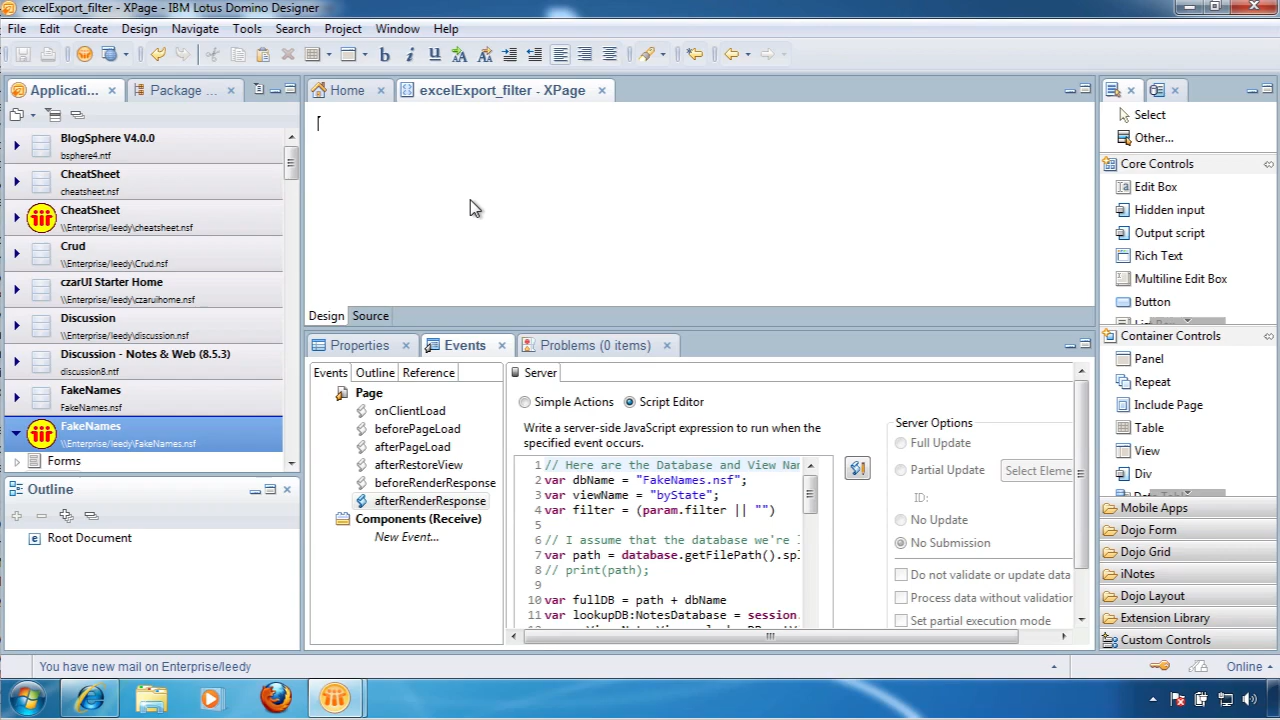 excelExport_filter - XPage - IBM Lotus Domino Designer
File Edit Create Design Navigate Tools Search Project Window Help
Applicati... Package ...
BlogSphere V4.0.0
bsphere4.ntf
CheatSheet
cheatsheet.nsf
CheatSheet
\\Enterprise/leedy\cheatsheet.nsf
Crud
\\Enterprise/leedy\Crud.nsf
czarUI Starter Home
\\Enterprise/leedy\czaruihome.nsf
Discussion
\\Enterprise/leedy\discussion.nsf
Discussion - Notes & Web (8.5.3)
discussion8.ntf
FakeNames
FakeNames.nsf
FakeNames
\\Enterprise/leedy\FakeNames.nsf
Forms
Outline
Root Document
Home excelExport_filter - XPage
Design Source
Properties Events Problems (0 items)
Events Outline Reference
Page
onClientLoad
beforePageLoad
afterPageLoad
afterRestoreView
beforeRenderResponse
afterRenderResponse
Components (Receive)
New Event...
Server
Simple Actions Script Editor
Write a server-side JavaScript expression to run when the
specified event occurs.
1 // Here are the Database and View Nam
2 var dbName = "FakeNames.nsf";
3 var viewName = "byState";
4 var filter = (param.filter || "")
5
6 // I assume that the database we're l
7 var path = database.getFilePath().spl
8 // print(path);
9
10 var fullDB = path + dbName
11 var lookupDB:NotesDatabase = session.
Server Options
Full Update
Partial Update Select Eleme
ID:
No Update
No Submission
Do not validate or update data
Process data without validation
Set partial execution mode
Select
Other...
Core Controls
Edit Box
Hidden input
Output script
Rich Text
Multiline Edit Box
Button
Container Controls
Panel
Repeat
Include Page
Table
View
Div
Mobile Apps
Dojo Form
Dojo Grid
iNotes
Dojo Layout
Extension Library
Custom Controls
You have new mail on Enterprise/leedy Online